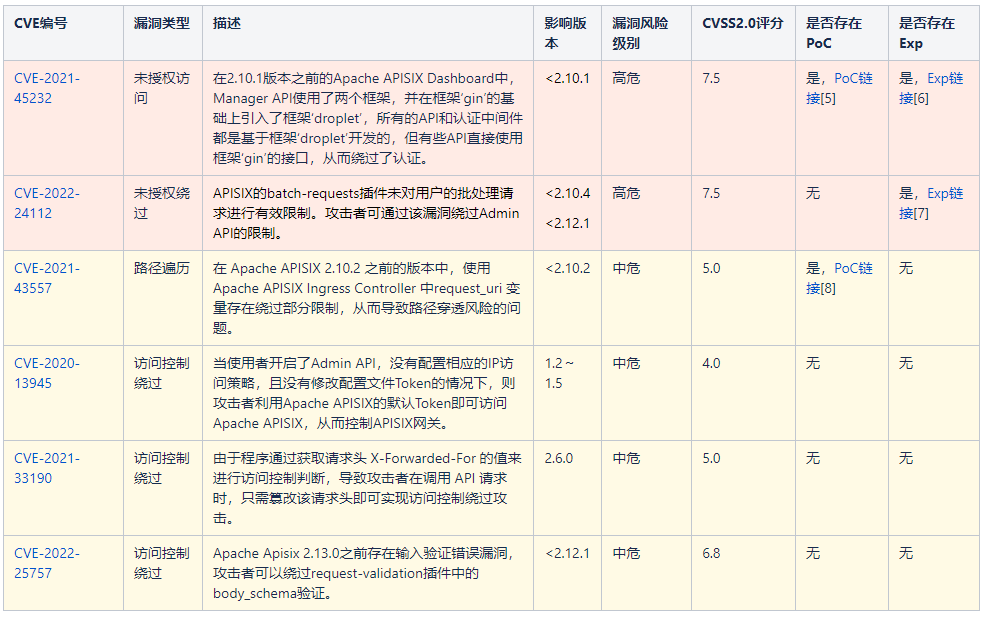 CVE编号
漏洞类型
描述
影响版
本
漏洞风险
级别
CVSS2.0评分
是否存在
PoC
是否存在
Exp
CVE-2021-
45232
未授权访
问
在2.10.1版本之前的Apache APISIX Dashboard中，
Manager API使用了两个框架，并在框架‘gin’的基
础上引入了框架‘droplet’，所有的API和认证中间件
都是基于框架‘droplet’开发的，但有些API直接使用
框架‘gin’的接口，从而绕过了认证。
<2.10.1
高危
7.5
是，PoC链
接[5]
是，Exp链
接[6]
CVE-2022-
24112
未授权绕
过
APISIX的batch-requests插件未对用户的批处理请
求进行有效限制。攻击者可通过该漏洞绕过Admin
API的限制。
<2.10.4
<2.12.1
高危
7.5
无
是，Exp链
接[7]
CVE-2021-
43557
路径遍历
在 Apache APISIX 2.10.2 之前的版本中，使用
Apache APISIX Ingress Controller 中request_uri 变
量存在绕过部分限制，从而导致路径穿透风险的问
题。
<2.10.2
中危
5.0
是，PoC链
接[8]
无
CVE-2020-
13945
访问控制
绕过
当使用者开启了Admin API，没有配置相应的IP访
问策略，且没有修改配置文件Token的情况下，则
攻击者利用Apache APISIX的默认Token即可访问
Apache APISIX，从而控制APISIX网关。
1.2 ~
1.5
中危
4.0
无
无
CVE-2021-
33190
访问控制
绕过
由于程序通过获取请求头 X-Forwarded-For 的值来
进行访问控制判断，导致攻击者在调用 API 请求
时，只需篡改该请求头即可实现访问控制绕过攻
击。
2.6.0
中危
5.0
无
无
CVE-2022-
25757
访问控制
绕过
Apache Apisix 2.13.0之前存在输入验证错误漏洞，
攻击者可以绕过request-validation插件中的
body_schema验证。
<2.12.1
中危
6.8
无
无